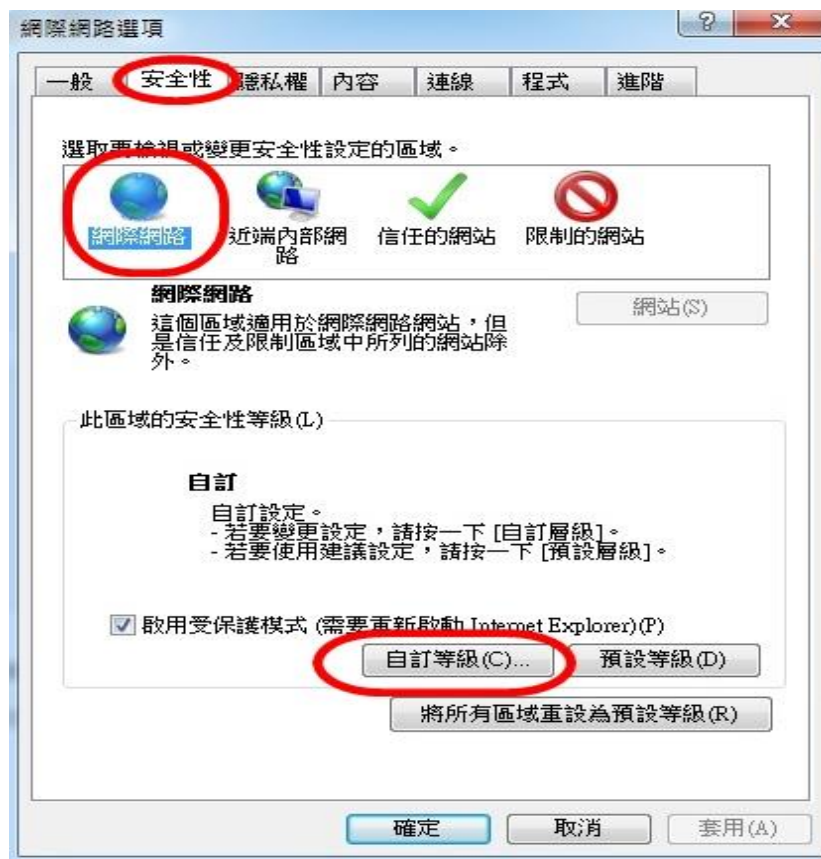 網際網路選項
一般 安全性 隱私權 內容 連線 程式 進階
選取要檢視或變更安全性設定的區域。
網際網路 近端內部網路 信任的網站 限制的網站
網際網路
網站(S)
這個區域適用於網際網路網站，但
是信任及限制區域中所列的網站除
外。
此區域的安全性等級(L)
自訂
自訂設定。
- 若要變更設定，請按一下 [自訂層級]。
- 若要使用建議設定，請按一下 [預設層級]。
啟用受保護模式 (需要重新啟動 Internet Explorer)(P)
自訂等級(C)... 預設等級(D)
將所有區域重設為預設等級(R)
確定 取消 套用(A)